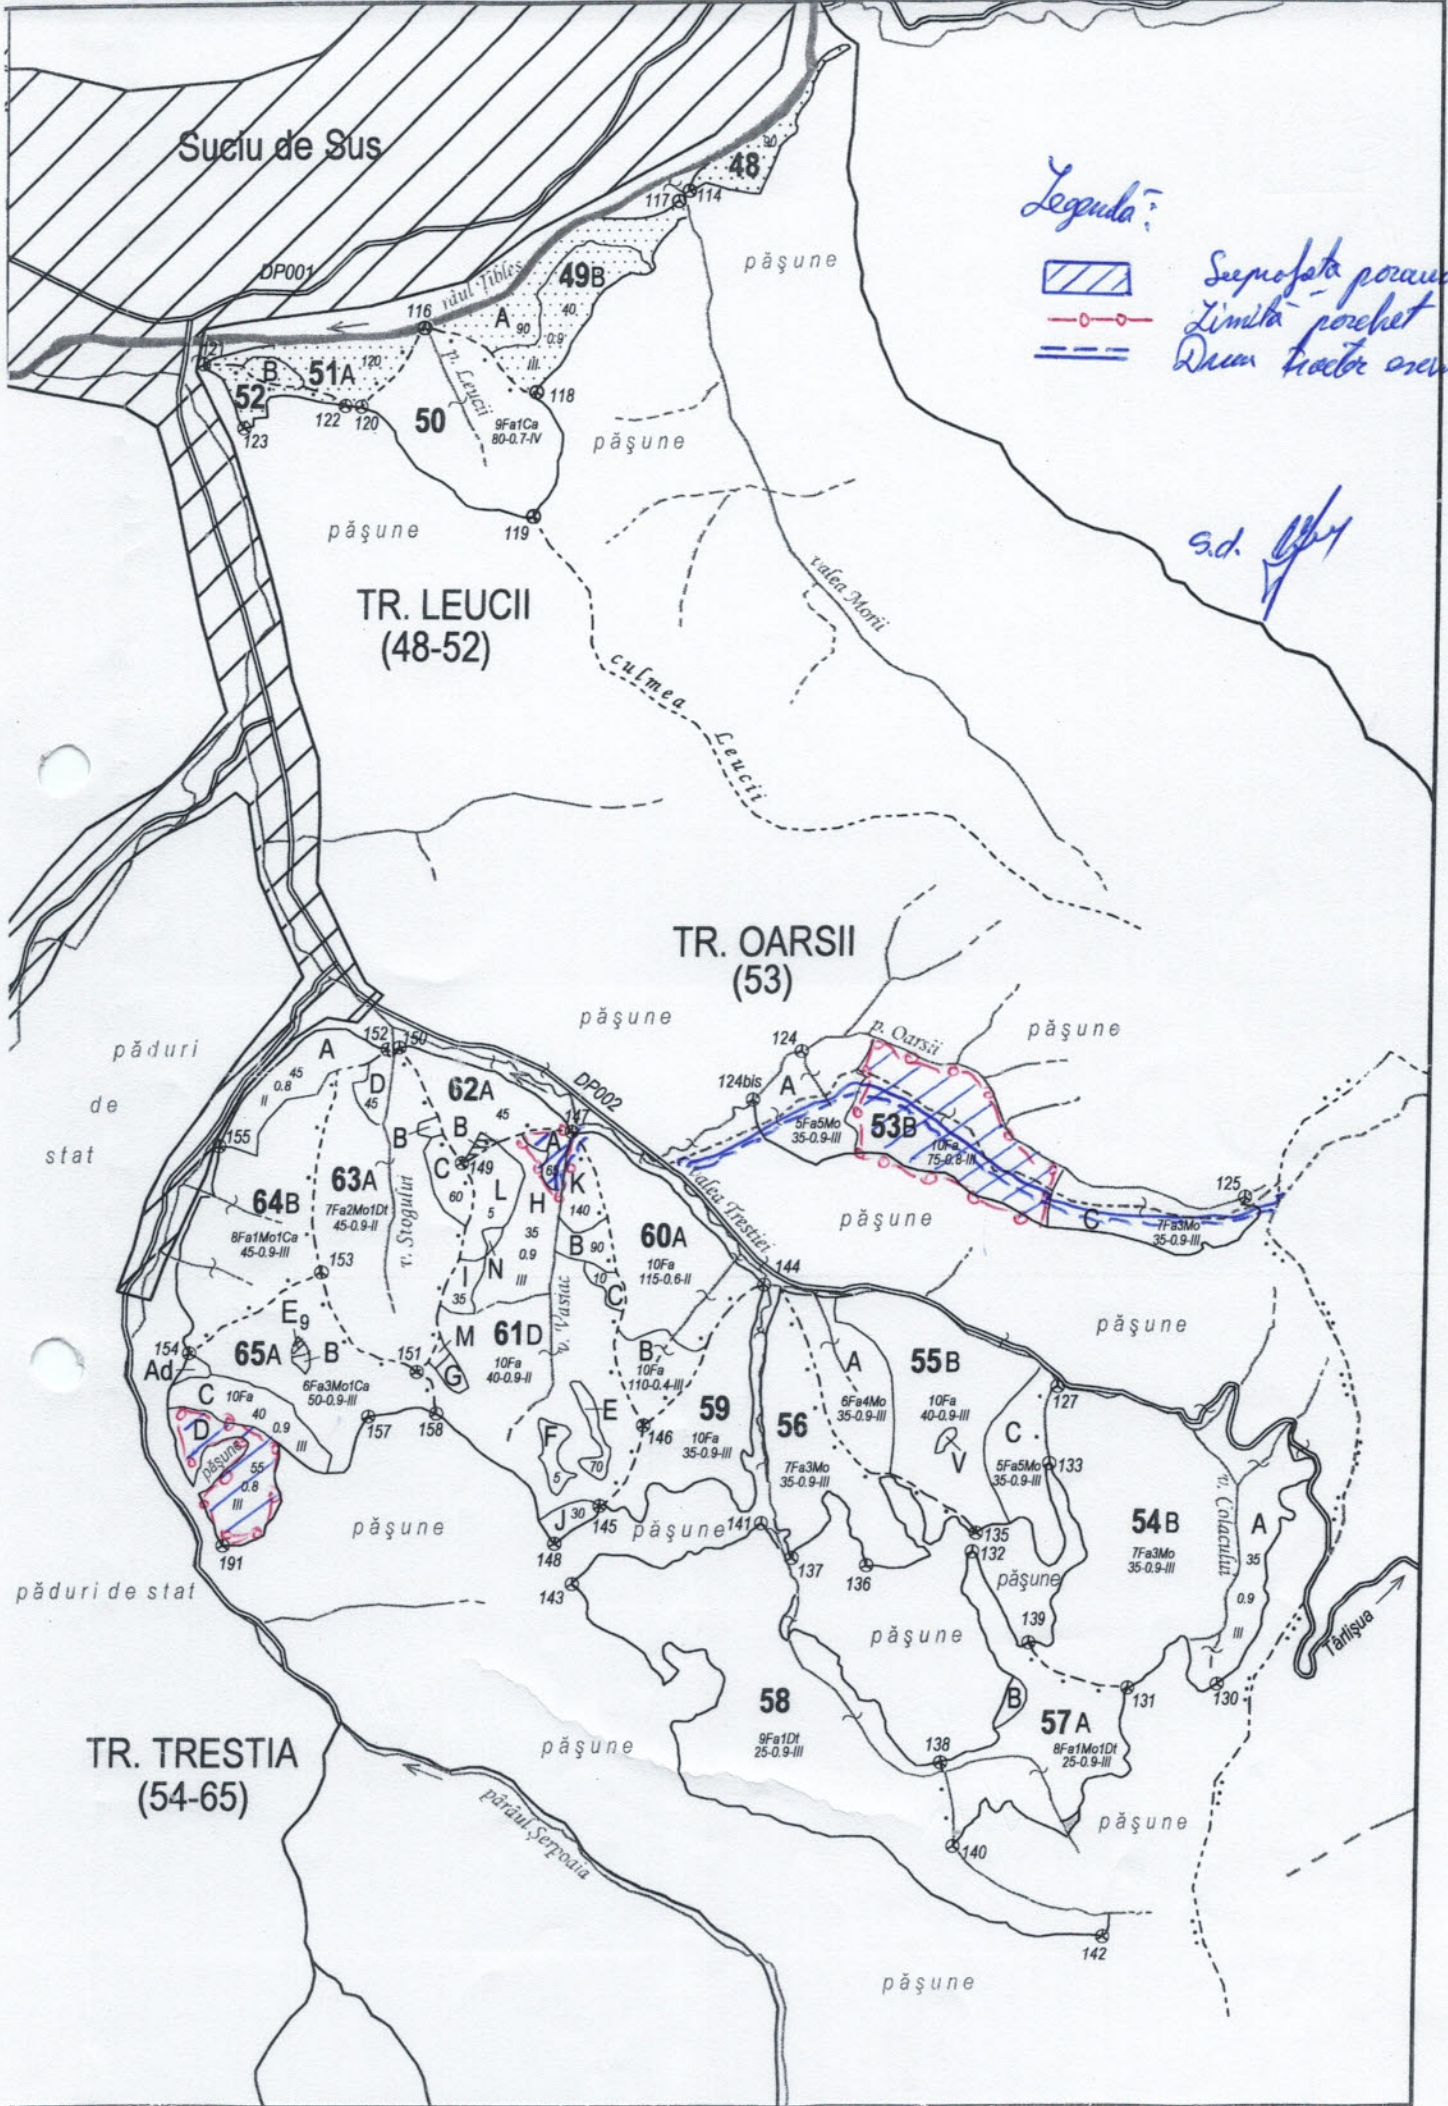 Suciu de Sus
90
48
117
114
Legendă:
pășune
DP001
râul Țibleș
49B
Limită
116
A
90
40
0.9
III
Drum tractor
B
51A
120
p. Leucii
118
52
122
120
50
9Fa1Ca
80-0.7-IV
pășune
123
pășune
119
s.d.
valea Morii
TR. LEUCII
(48-52)
culmea
Leucii
TR. OARSII
(53)
pășune
p. Oarsii
pășune
124
păduri
152
150
A
45
0.8
II
D
45
62A
45
DP002
124bis
A
de
B
B
147
A
65
5Fa5Mo
35-0.9-III
53B
10Fa
75-0.8-III
stat
155
C
60
149
L
5
H
35
0.9
III
K
140
valea Trestiei
125
64B
8Fa1Mo1Ca
45-0.9-III
63A
7Fa2Mo1Dt
45-0.9-II
v. Stogului
B
90
60A
10Fa
115-0.6-II
pășune
C
7Fa3Mo
35-0.9-III
153
I
35
N
10
C
144
E9
154
65A
B
M
61D
v. Vasiac
B
10Fa
110-0.4-III
A
55B
pășune
Ad
151
G
10Fa
40-0.9-II
127
6Fa3Mo1Ca
50-0.9-III
6Fa4Mo
35-0.9-III
10Fa
40-0.9-III
C
10Fa
40
0.9
III
157
158
E
59
56
D
F
5
70
146
10Fa
35-0.9-III
V
C
5Fa5Mo
35-0.9-III
133
pășune
55
0.8
III
7Fa3Mo
35-0.9-III
v. Colacului
191
pășune
J
30
145
pășune
141
135
54B
A
148
132
7Fa3Mo
35-0.9-III
35
137
136
pășune
0.9
III
păduri de stat
143
139
Târlișua
pășune
131
130
58
B
57A
TR. TRESTIA
(54-65)
pășune
9Fa1Dt
25-0.9-III
138
8Fa1Mo1Dt
25-0.9-III
pârâul Șerpoaia
pășune
140
142
pășune